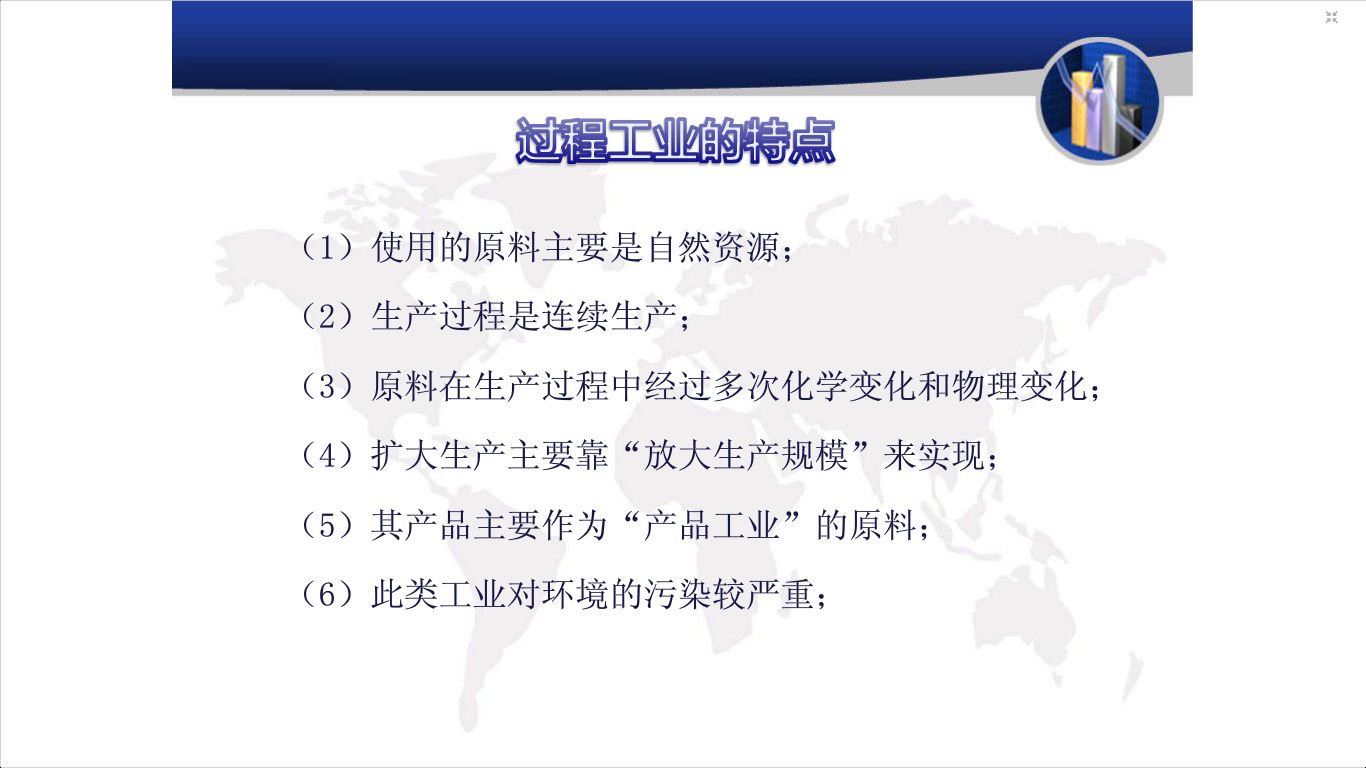 过程工业的特点
（1）使用的原料主要是自然资源；
（2）生产过程是连续生产；
（3）原料在生产过程中经过多次化学变化和物理变化；
（4）扩大生产主要靠“放大生产规模”来实现；
（5）其产品主要作为“产品工业”的原料；
（6）此类工业对环境的污染较严重；